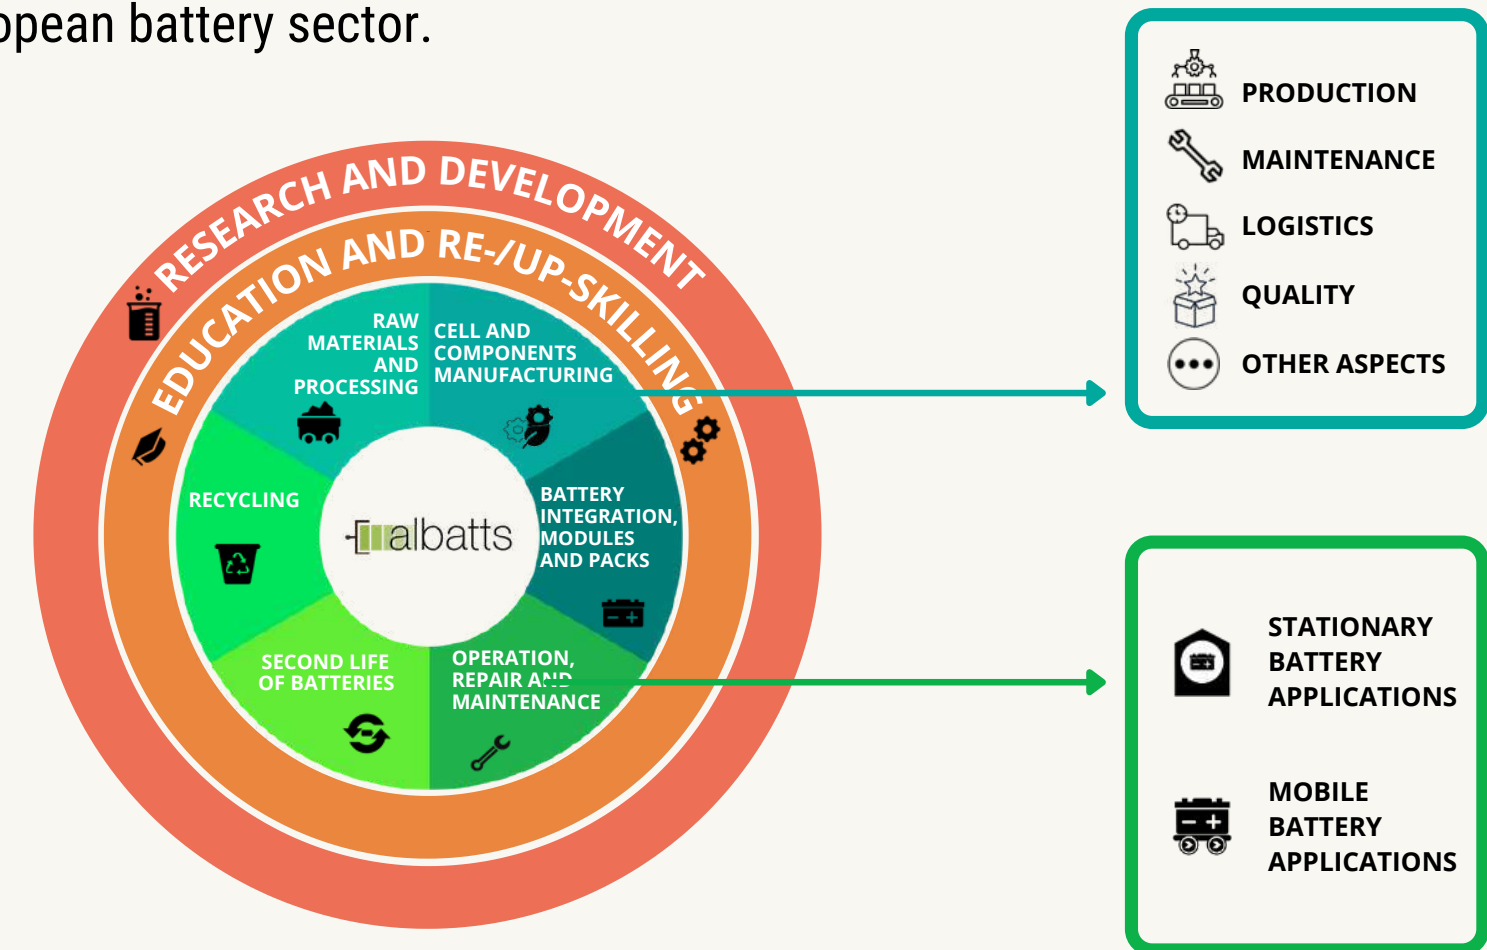 opean battery sector.
RESEARCH AND DEVELOPMENT
EDUCATION AND RE-/UP-SKILLING
RAW
MATERIALS
AND
PROCESSING
CELL AND
COMPONENTS
MANUFACTURING
BATTERY
INTEGRATION,
MODULES
AND PACKS
OPERATION,
REPAIR AND
MAINTENANCE
SECOND LIFE
OF BATTERIES
RECYCLING
albatts
PRODUCTION
MAINTENANCE
LOGISTICS
QUALITY
OTHER ASPECTS
STATIONARY
BATTERY
APPLICATIONS
MOBILE
BATTERY
APPLICATIONS